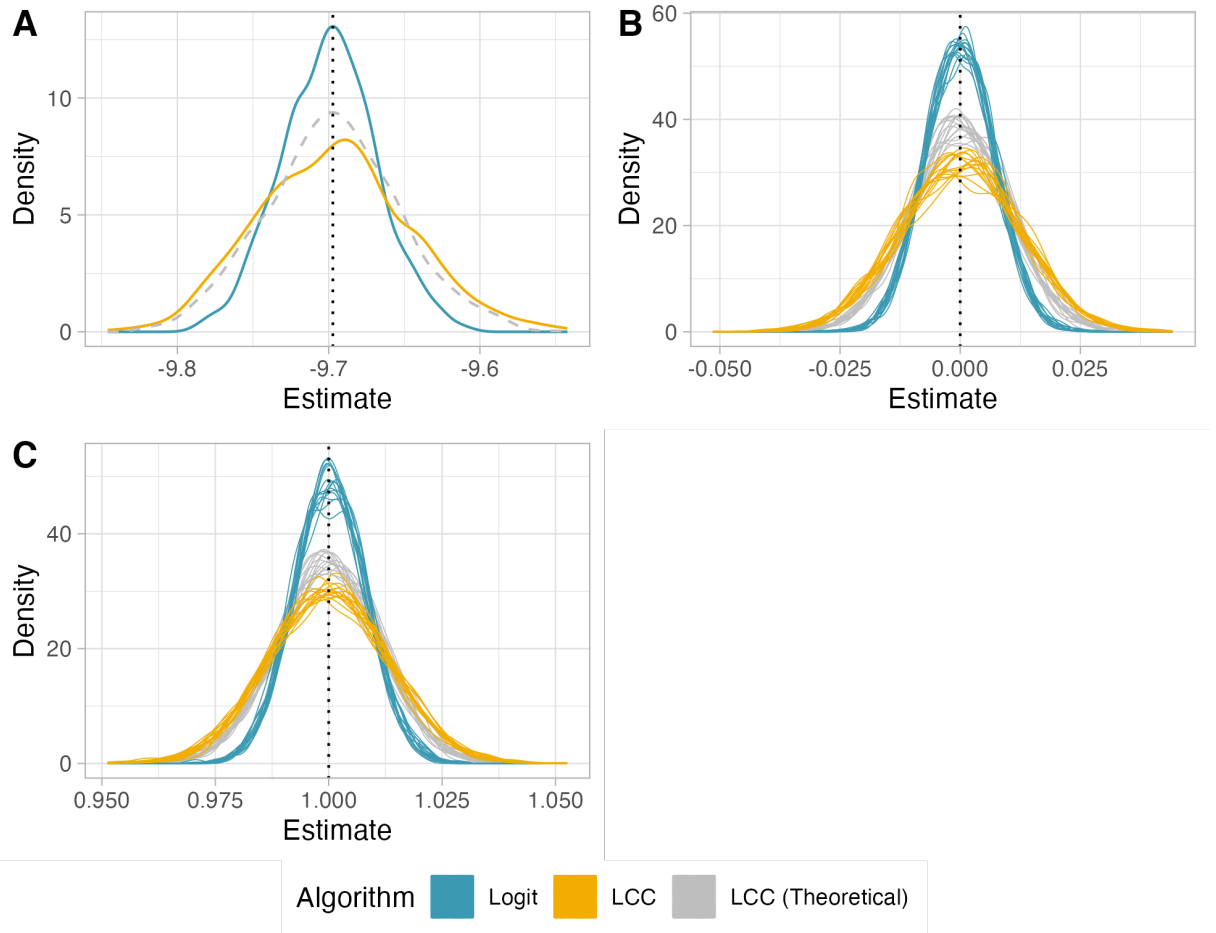 A
Density
10
5
0
-9.8 -9.7 -9.6
Estimate
B
Density
60
40
20
0
-0.050 -0.025 0.000 0.025
Estimate
C
Density
40
20
0
0.950 0.975 1.000 1.025 1.050
Estimate
Algorithm Logit LCC LCC (Theoretical)